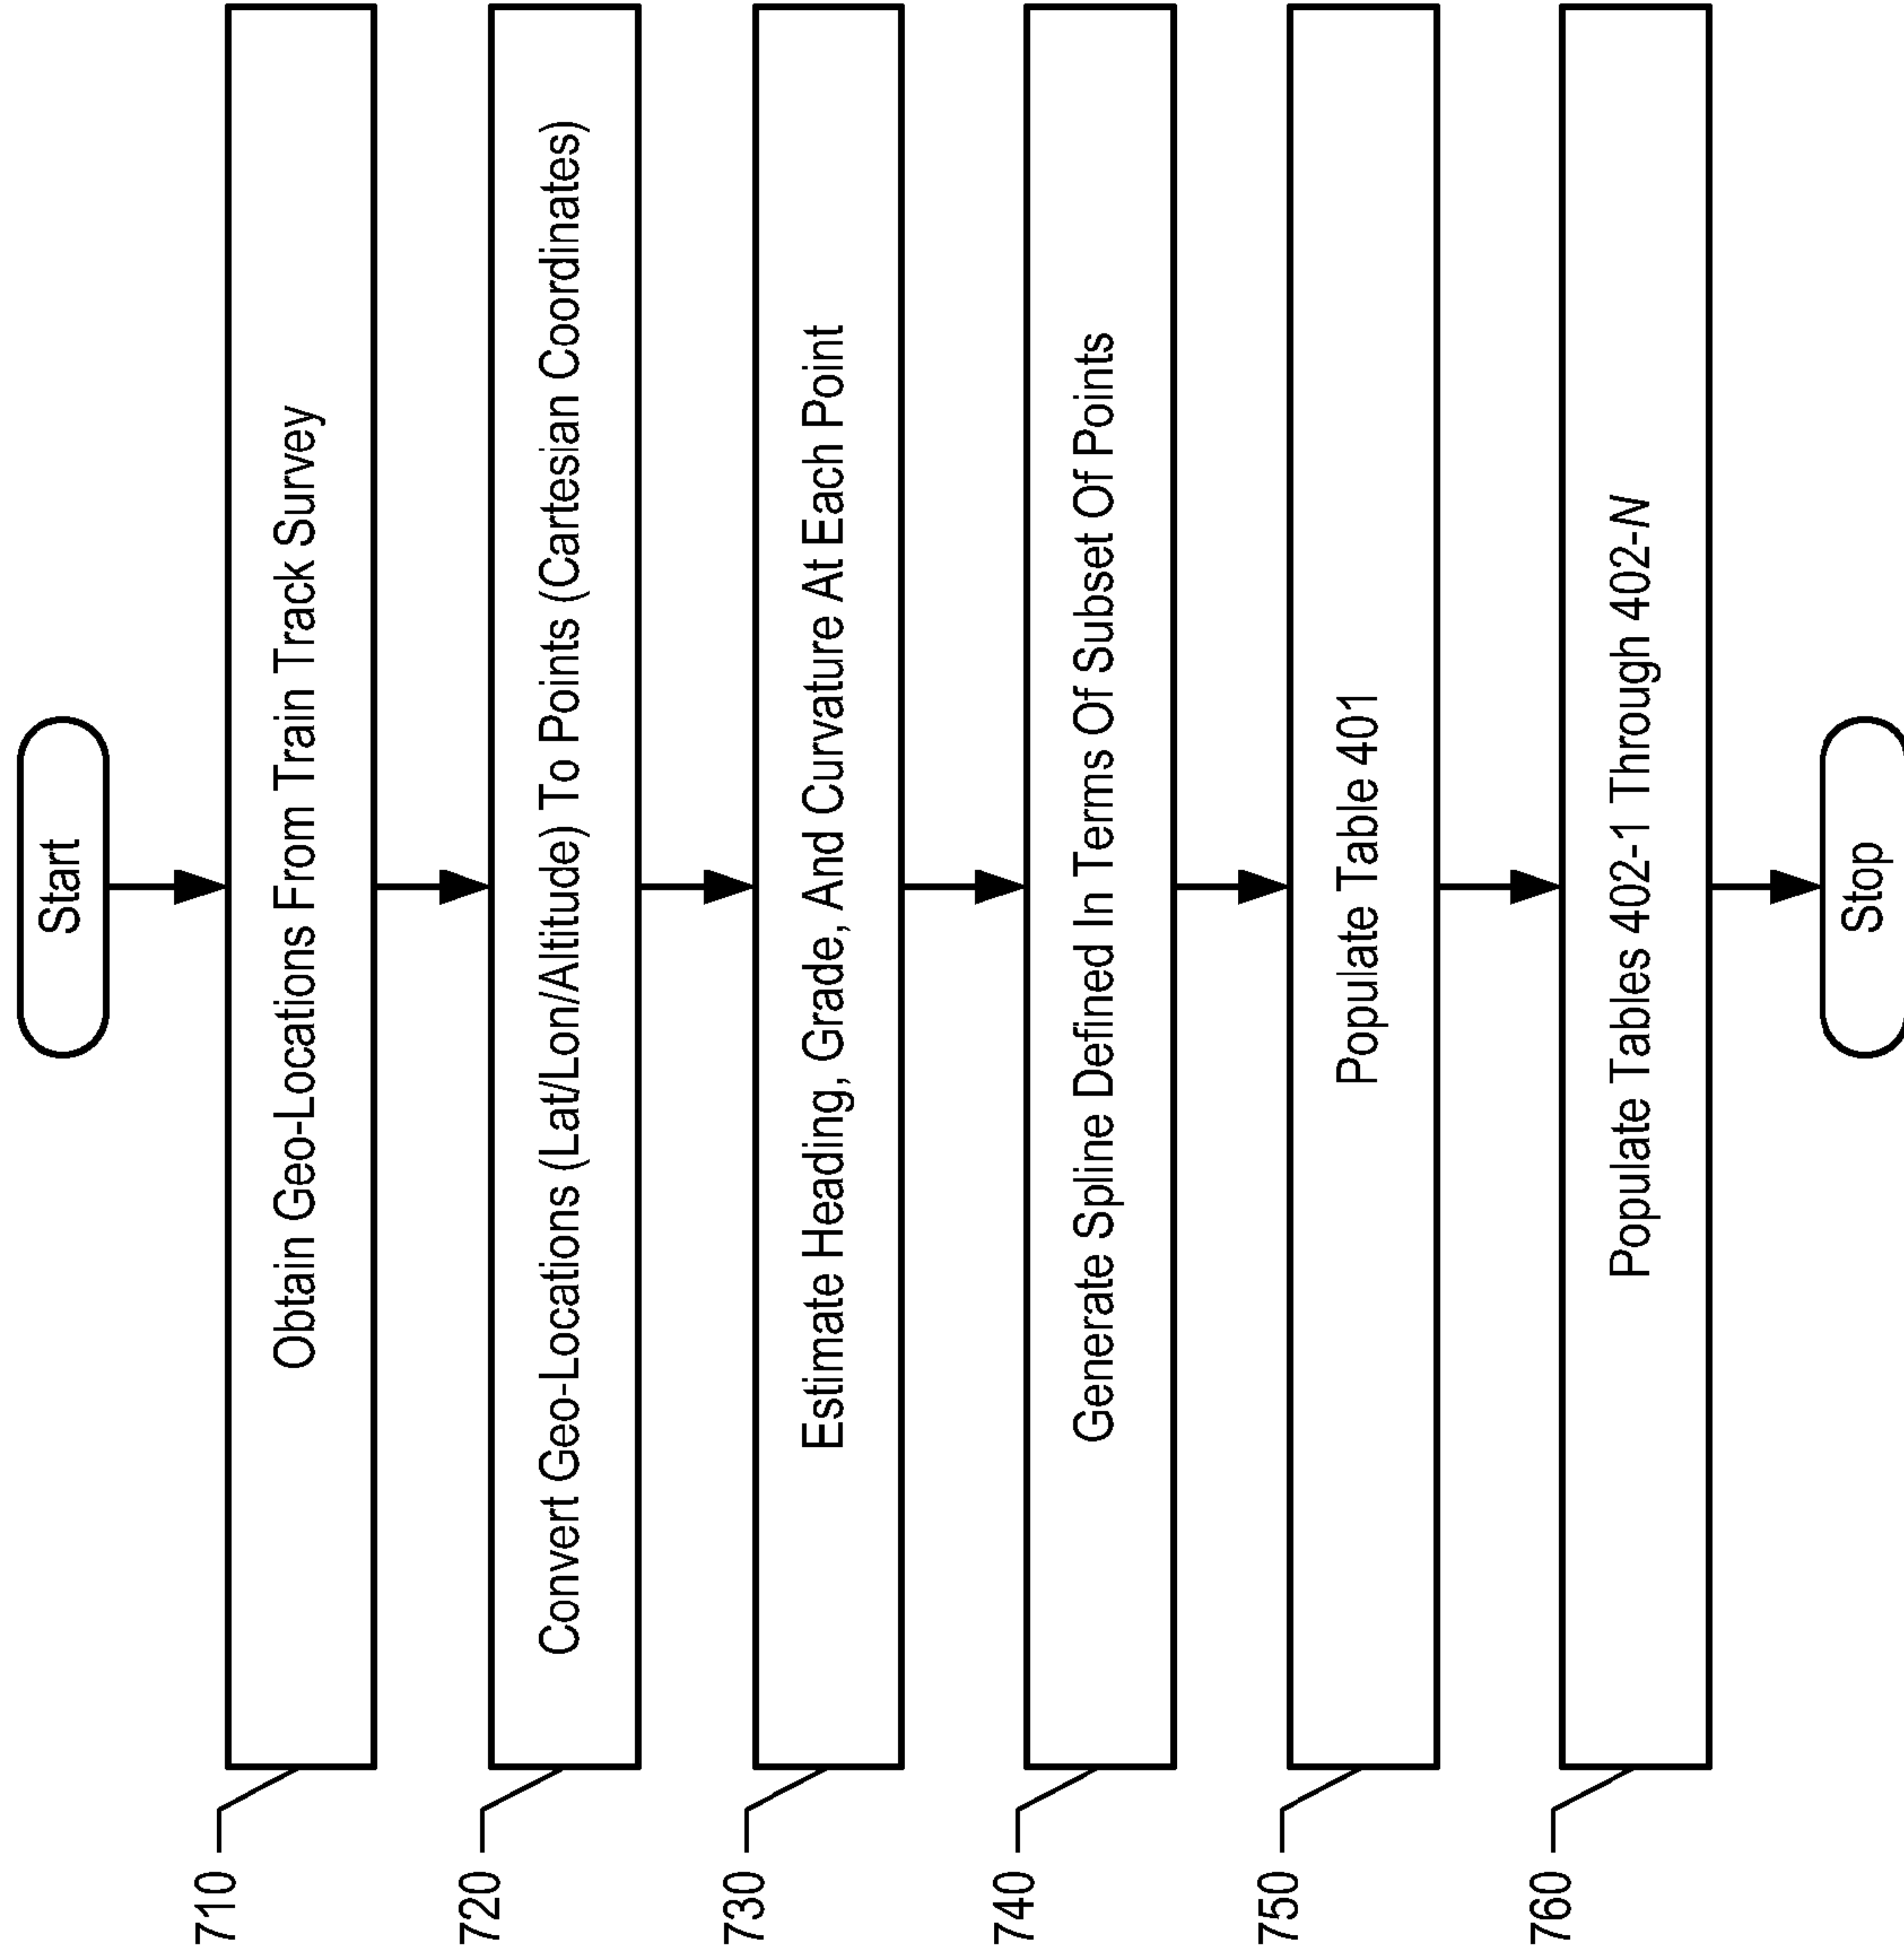 Start
710
Obtain Geo-Locations From Train Track Survey
720
Convert Geo-Locations (Lat/Lon/Altitude) To Points (Cartesian Coordinates)
730
Estimate Heading, Grade, And Curvature At Each Point
740
Generate Spline Defined In Terms Of Subset Of Points
750
Populate Table 401
760
Populate Tables 402-1 Through 402-N
Stop